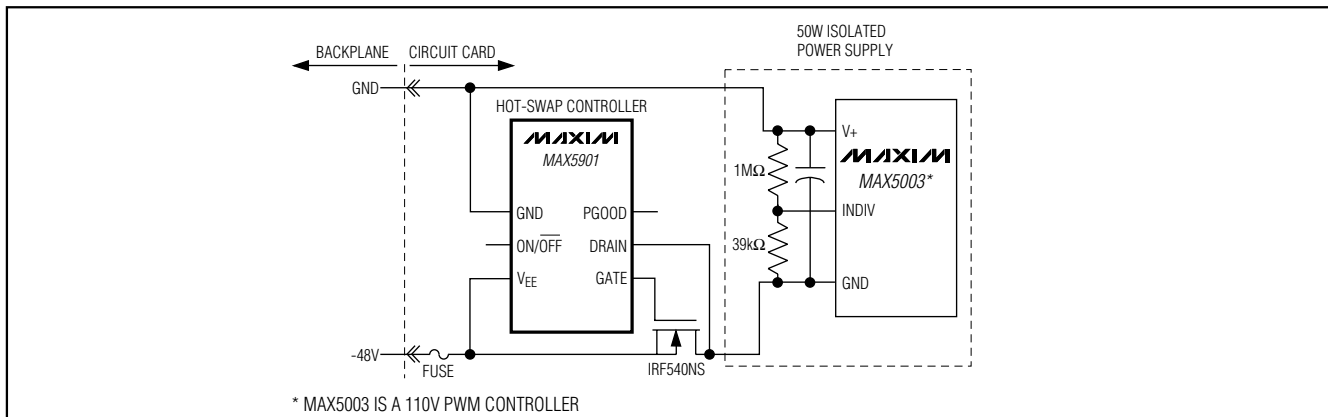 50W ISOLATED
POWER SUPPLY
BACKPLANE
CIRCUIT CARD
GND
HOT-SWAP CONTROLLER
MAXIM
MAX5901
GND
PGOOD
ON/O̅F̅F̅
DRAIN
VEE
GATE
-48V
FUSE
IRF540NS
1MΩ
39kΩ
V+
MAXIM
MAX5003*
INDIV
GND
* MAX5003 IS A 110V PWM CONTROLLER